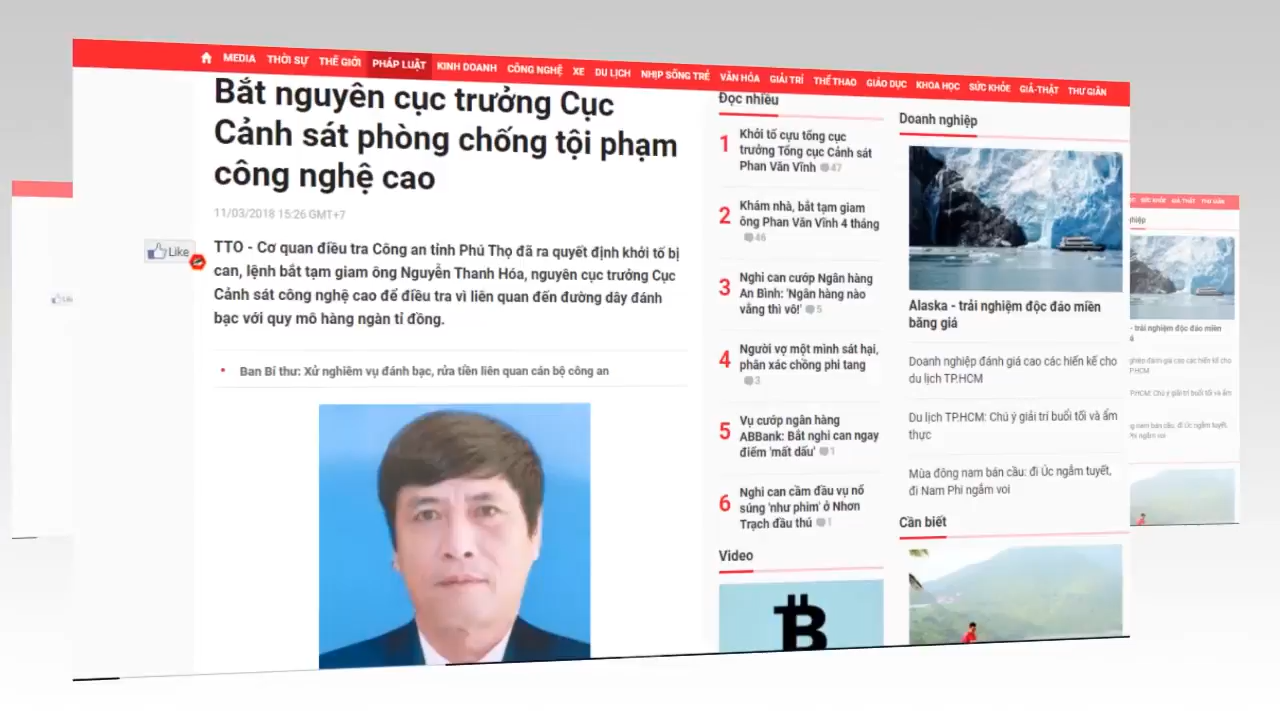 MEDIA THỜI SỰ THẾ GIỚI PHÁP LUẬT KINH DOANH CÔNG NGHỆ XE DU LỊCH NHỊP SỐNG TRẺ VĂN HÓA GIẢI TRÍ THỂ THAO GIÁO DỤC KHOA HỌC SỨC KHỎE GIẢ-THẬT THƯ GIÃN
Bắt nguyên cục trưởng Cục
Cảnh sát phòng chống tội phạm
công nghệ cao
11/03/2018 15:26 GMT+7
Like
TTO - Cơ quan điều tra Công an tỉnh Phú Thọ đã ra quyết định khởi tố bị
can, lệnh bắt tạm giam ông Nguyễn Thanh Hóa, nguyên cục trưởng Cục
Cảnh sát công nghệ cao để điều tra vì liên quan đến đường dây đánh
bạc với quy mô hàng ngàn tỉ đồng.
Ban Bí thư: Xử nghiêm vụ đánh bạc, rửa tiền liên quan cán bộ công an
Đọc nhiều
1 Khởi tố cựu tổng cục
trưởng Tổng cục Cảnh sát
Phan Văn Vĩnh 47
2 Khám nhà, bắt tạm giam
ông Phan Văn Vĩnh 4 tháng
46
3 Nghi can cướp Ngân hàng
An Bình: 'Ngân hàng nào
vắng thì vô!' 5
4 Người vợ một mình sát hại,
phân xác chồng phi tang
3
5 Vụ cướp ngân hàng
ABBank: Bắt nghi can ngay
điểm 'mất dấu' 1
6 Nghi can cầm đầu vụ nổ
súng 'như phim' ở Nhơn
Trạch đầu thú 1
Video
Doanh nghiệp
Alaska - trải nghiệm độc đáo miền
băng giá
Doanh nghiệp đánh giá cao các hiến kế cho
du lịch TP.HCM
Du lịch TP.HCM: Chú ý giải trí buổi tối và ẩm
thực
Mùa đông nam bán cầu: đi Úc ngắm tuyết,
đi Nam Phi ngắm voi
Cần biết
SỨC KHỎE GIẢ THẬT THƯ GIÃN
- trải nghiệm độc đáo miền